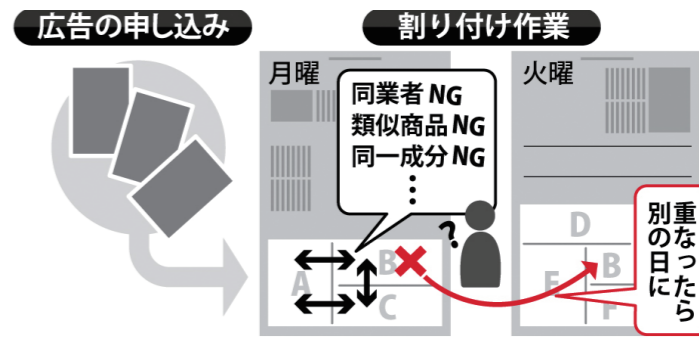 広告の申し込み
割り付け作業
月曜
同業者NG
類似商品NG
同一成分NG
⋮
?
A
B
C
火曜
D
E
B
F
重なったら
別の日に